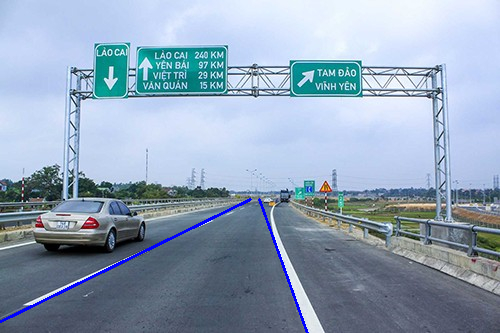 LÀO CAI
LÀO CAI 240 KM
YÊN BÁI 97 KM
VIỆT TRÌ 29 KM
VĂN QUÁN 15 KM
TAM ĐẢO
VĨNH YÊN